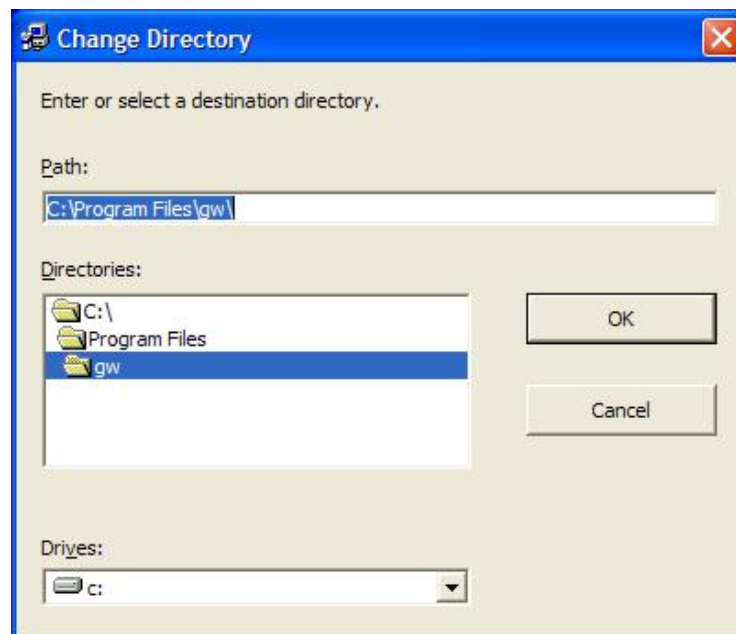 Change Directory
Enter or select a destination directory.
Path:
C:\Program Files\gw\
Directories:
C:\
Program Files
gw
OK
Cancel
Drives:
c: